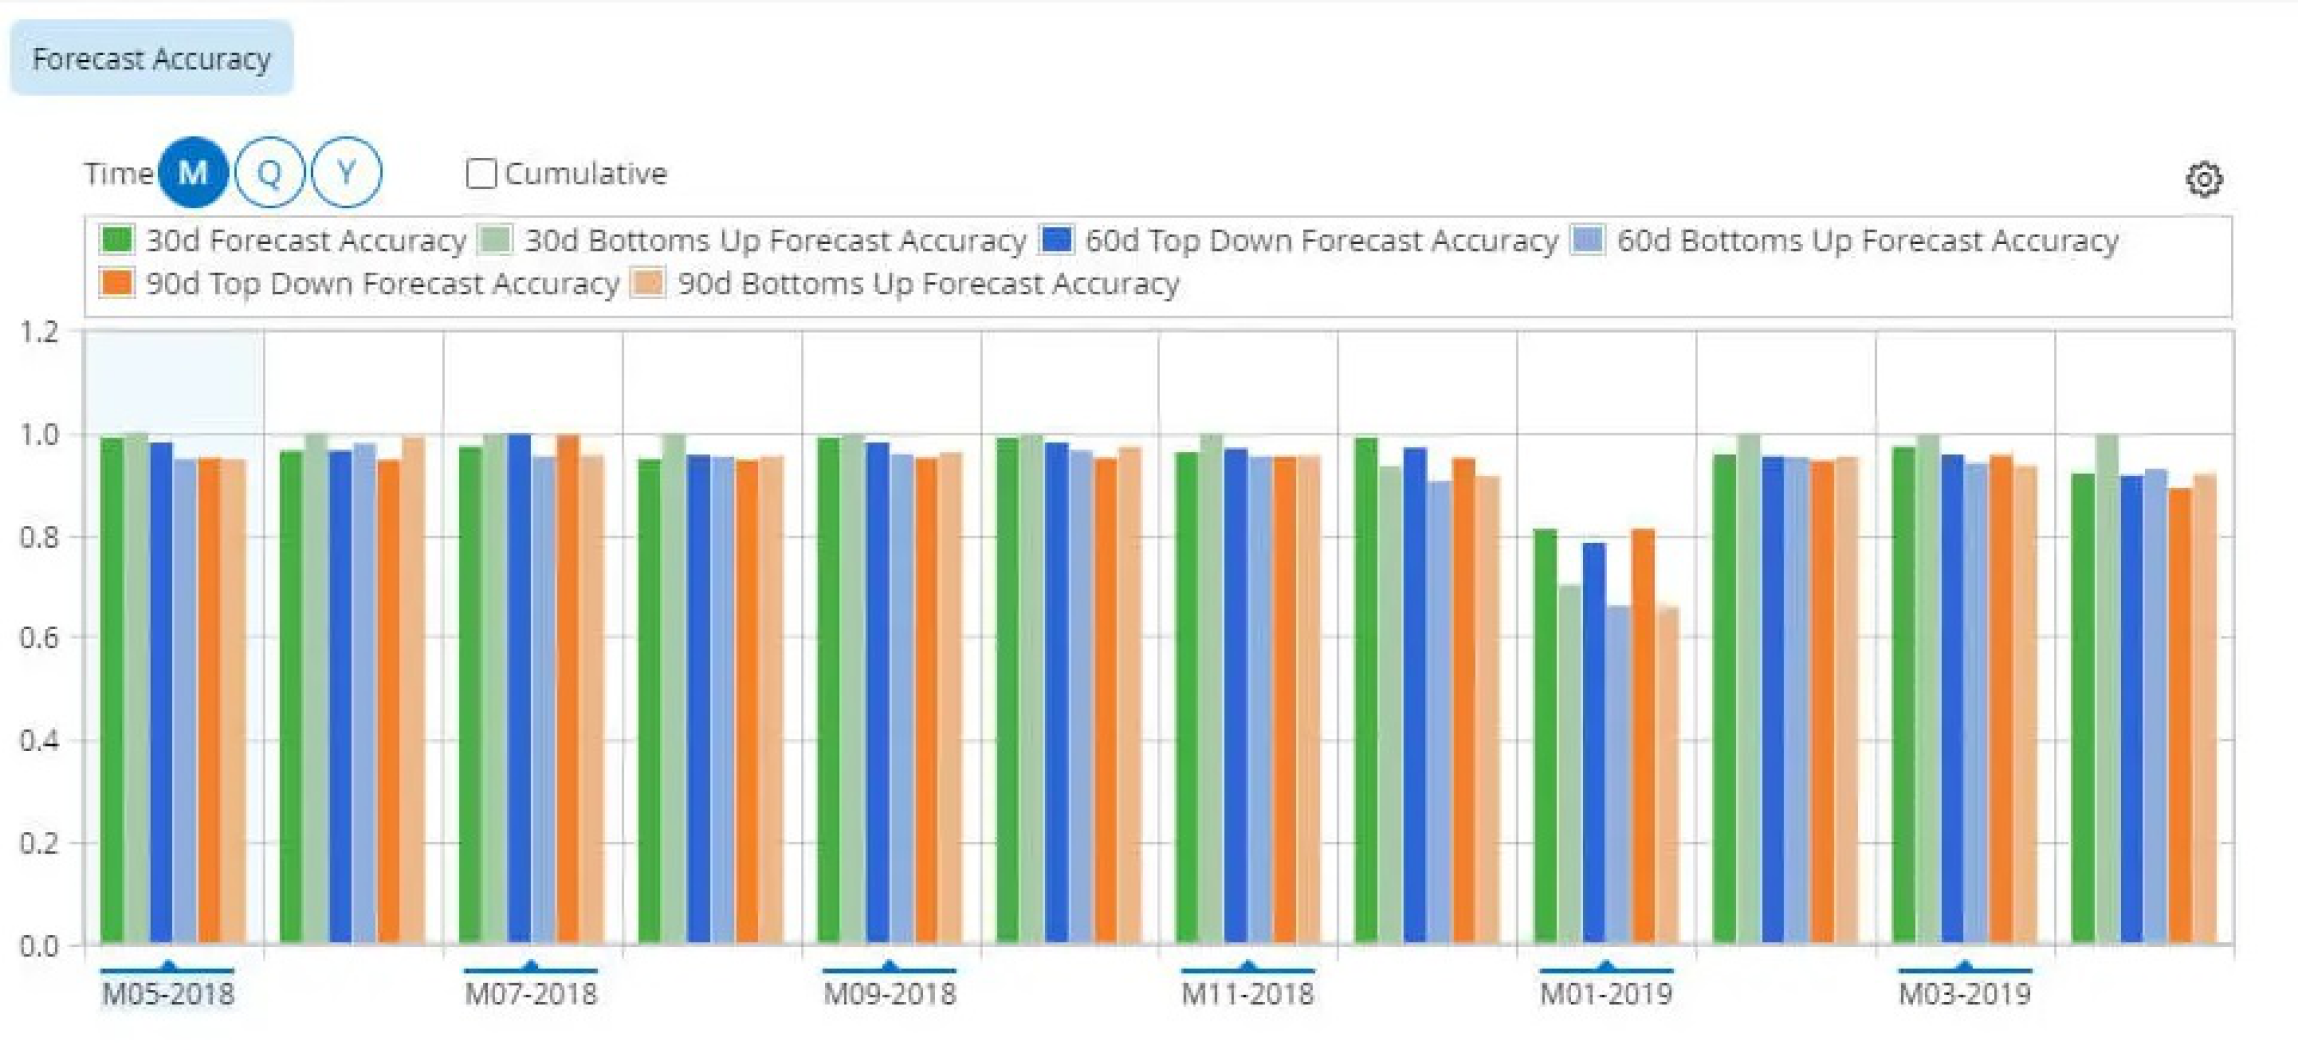 Forecast Accuracy
Time M Q Y Cumulative
30d Forecast Accuracy 30d Bottoms Up Forecast Accuracy 60d Top Down Forecast Accuracy 60d Bottoms Up Forecast Accuracy
90d Top Down Forecast Accuracy 90d Bottoms Up Forecast Accuracy
1.2
1.0
0.8
0.6
0.4
0.2
0.0
M05-2018 M07-2018 M09-2018 M11-2018 M01-2019 M03-2019